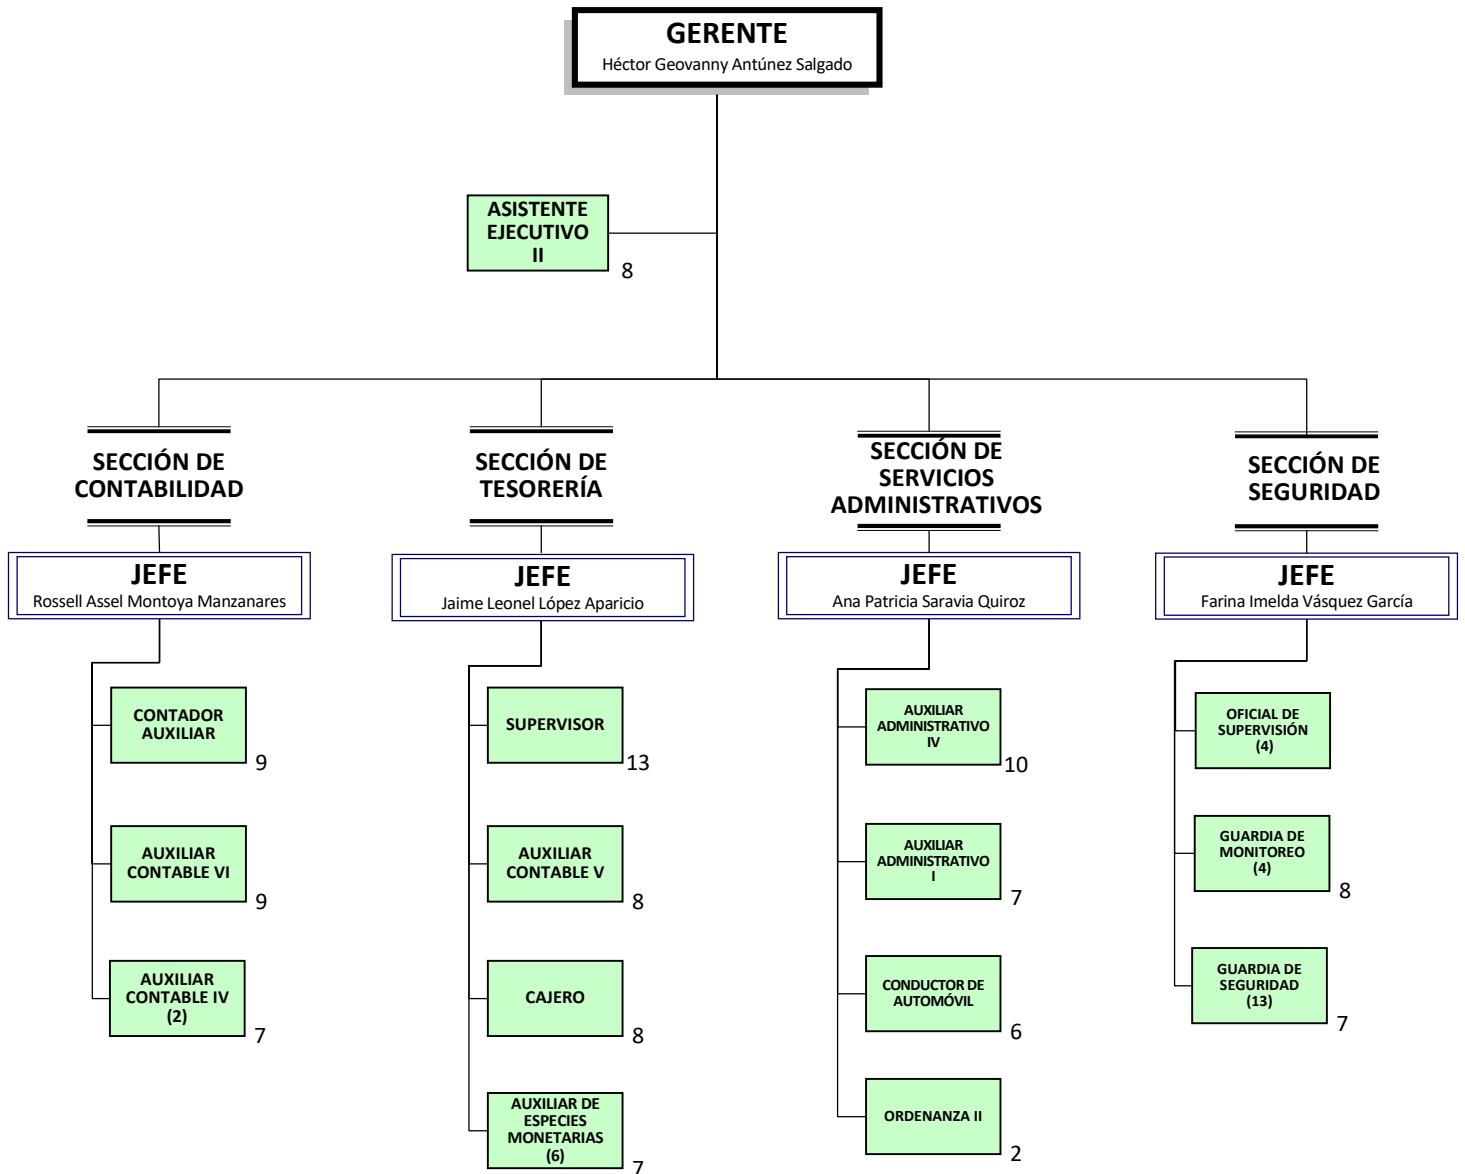 GERENTE
Héctor Geovanny Antúnez Salgado
ASISTENTE
EJECUTIVO
II
8
SECCIÓN DE
CONTABILIDAD
JEFE
Rossell Assel Montoya Manzanares
CONTADOR
AUXILIAR
9
AUXILIAR
CONTABLE VI
9
AUXILIAR
CONTABLE IV
(2)
7
SECCIÓN DE
TESORERÍA
JEFE
Jaime Leonel López Aparicio
SUPERVISOR
13
AUXILIAR
CONTABLE V
8
CAJERO
8
AUXILIAR DE
ESPECIES
MONETARIAS
(6)
7
SECCIÓN DE
SERVICIOS
ADMINISTRATIVOS
JEFE
Ana Patricia Saravia Quiroz
AUXILIAR
ADMINISTRATIVO
IV
10
AUXILIAR
ADMINISTRATIVO
I
7
CONDUCTOR DE
AUTOMÓVIL
6
ORDENANZA II
2
SECCIÓN DE
SEGURIDAD
JEFE
Farina Imelda Vásquez García
OFICIAL DE
SUPERVISIÓN
(4)
GUARDIA DE
MONITOREO
(4)
8
GUARDIA DE
SEGURIDAD
(13)
7